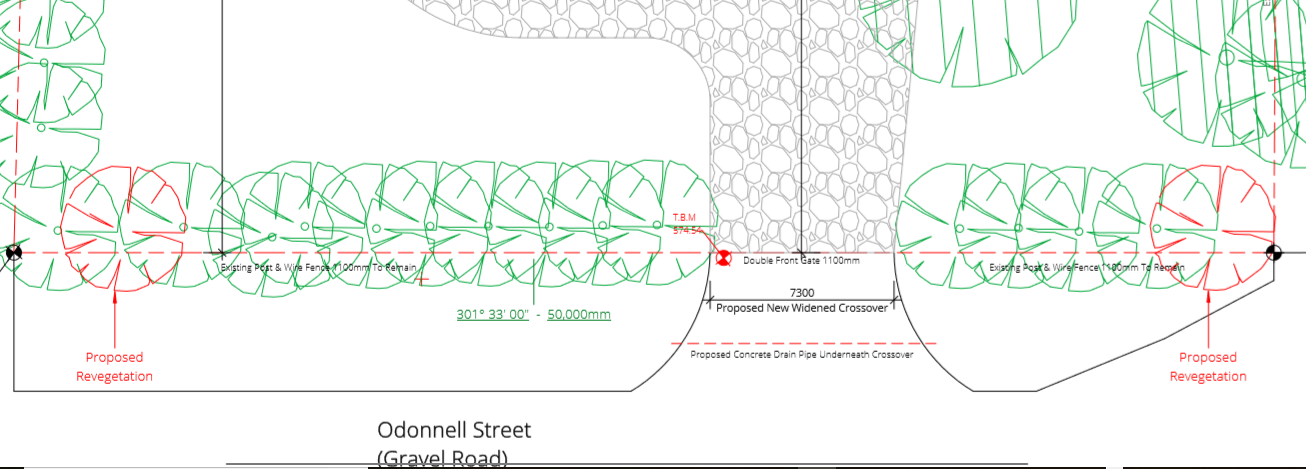 T.B.M
Double Front Gate 1100mm
Existing Post & Wire Fence 1100mm To Remain
Existing Post & Wire Fence 1100mm To Remain
7300
Proposed New Widened Crossover
301° 33' 00" - 50,000mm
Proposed Concrete Drain Pipe Underneath Crossover
Proposed
Revegetation
Proposed
Revegetation
Odonnell Street
(Gravel Road)